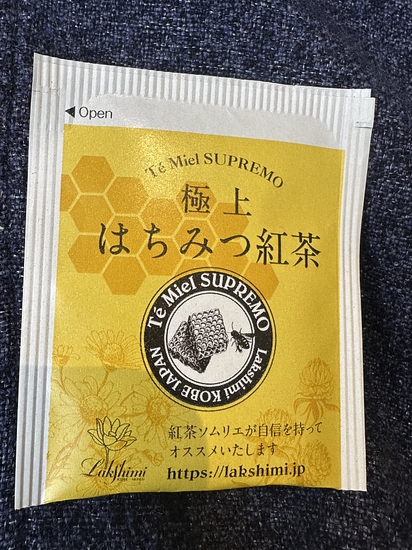 ◀Open
Té Miel SUPREMO
極上
はちみつ紅茶
Té Miel SUPREMO
Lakshimi KOBE JAPAN
紅茶ソムリエが自信を持って
オススメいたします
Lakshimi
KOBE JAPAN
https://lakshimi.jp